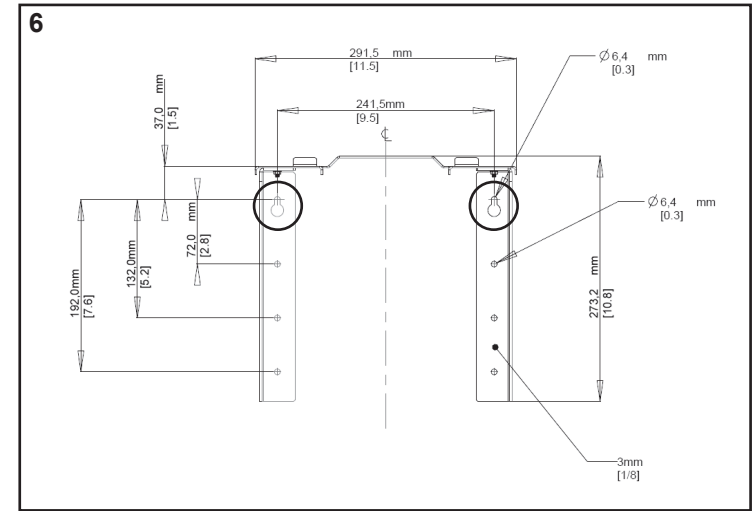 6
291,5 mm
[11.5]
Ø 6,4 mm
[0.3]
37,0 mm
[1.5]
241,5mm
[9.5]
℄
Ø 6,4 mm
[0.3]
72,0 mm
[2.8]
132,0mm
[5.2]
192,0mm
[7.6]
273,2 mm
[10.8]
3mm
[1/8]